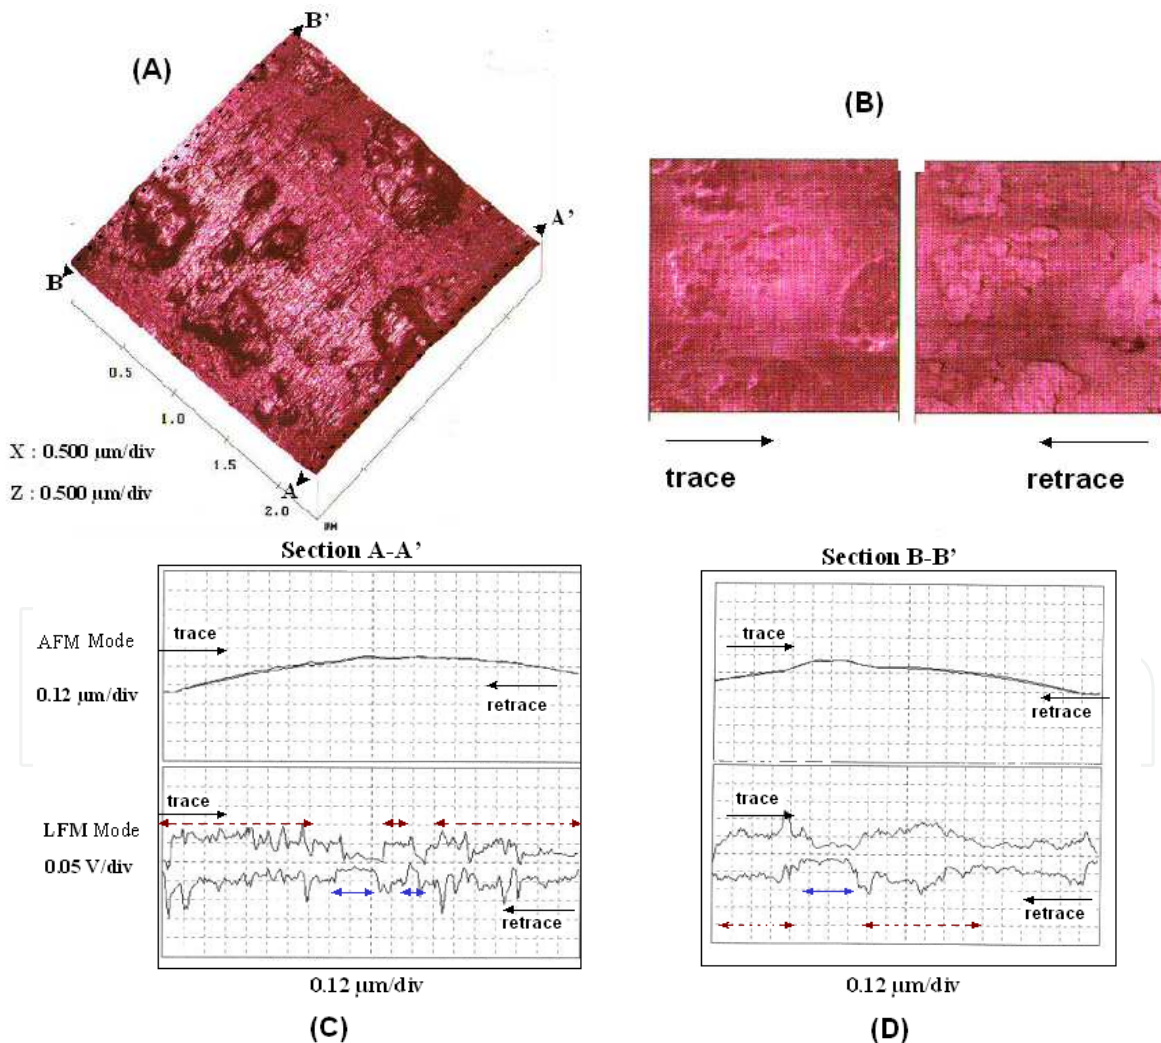 B’
(A)
(B)
A’
B
0.5
1.0
1.5
A
2.0
X : 0.500 µm/div
Z : 0.500 µm/div
trace
retrace
Section A-A’
AFM Mode
0.12 µm/div
trace
retrace
LFM Mode
0.05 V/div
trace
retrace
0.12 µm/div
(C)
Section B-B’
trace
retrace
trace
retrace
0.12 µm/div
(D)